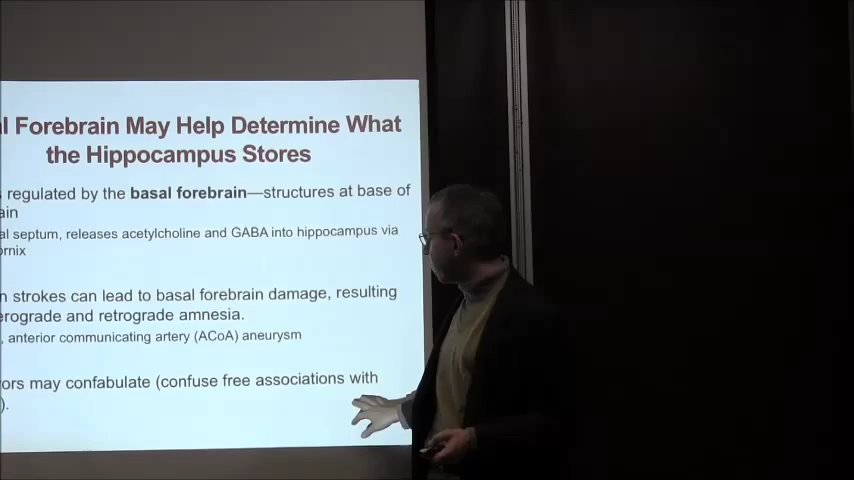 l Forebrain May Help Determine What
the Hippocampus Stores
regulated by the basal forebrain—structures at base of
ain
al septum, releases acetylcholine and GABA into hippocampus via
ornix
n strokes can lead to basal forebrain damage, resulting
erograde and retrograde amnesia.
, anterior communicating artery (ACoA) aneurysm
ors may confabulate (confuse free associations with
).